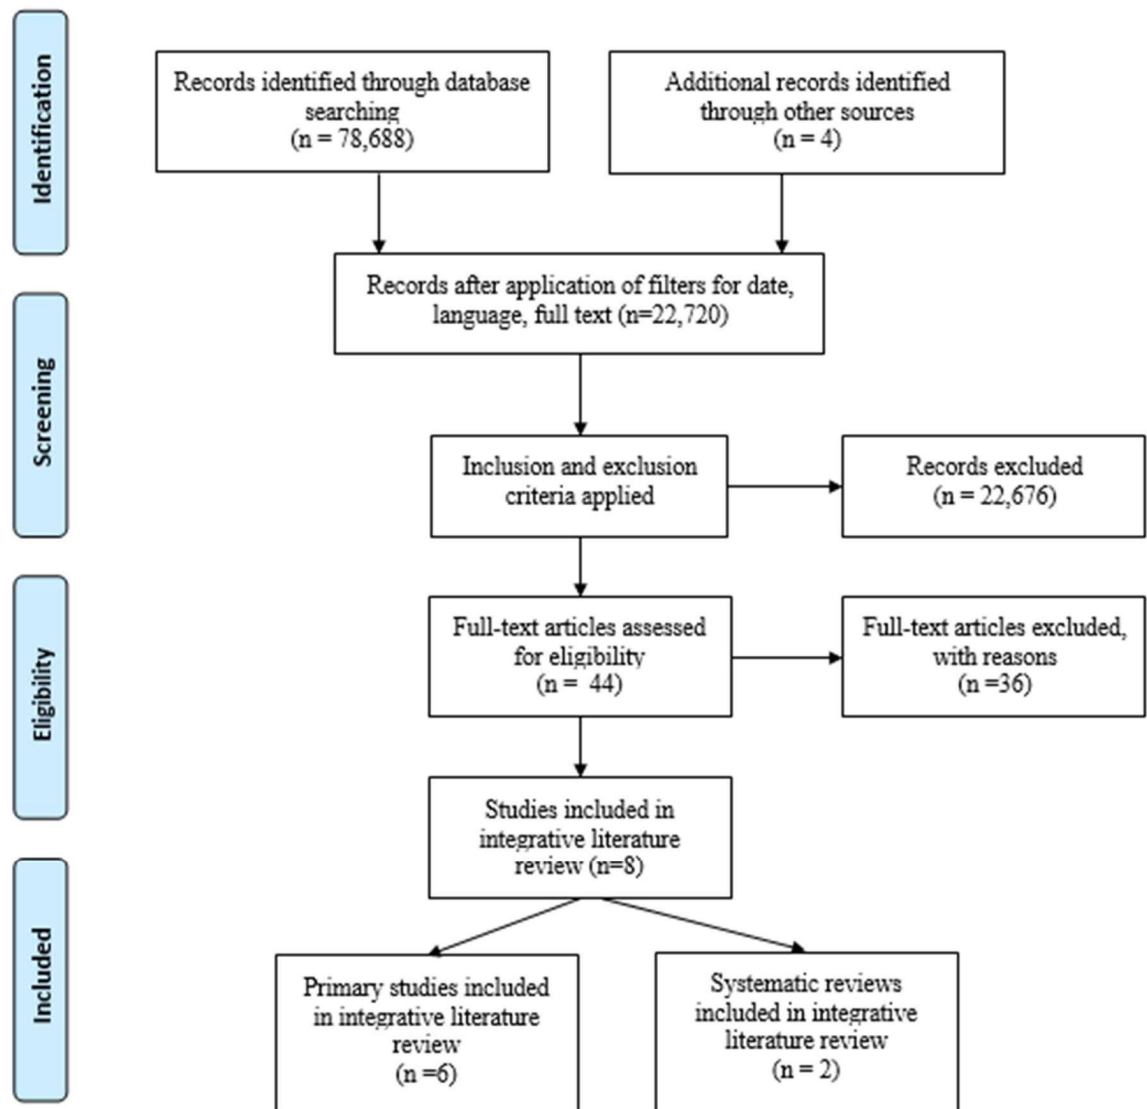 Identification
Records identified through database
searching
(n = 78,688)
Additional records identified
through other sources
(n = 4)
Records after application of filters for date,
language, full text (n=22,720)
Screening
Inclusion and exclusion
criteria applied
Records excluded
(n = 22,676)
Eligibility
Full-text articles assessed
for eligibility
(n = 44)
Full-text articles excluded,
with reasons
(n =36)
Studies included in
integrative literature
review (n=8)
Included
Primary studies included
in integrative literature
review
(n =6)
Systematic reviews
included in integrative
literature review
(n = 2)